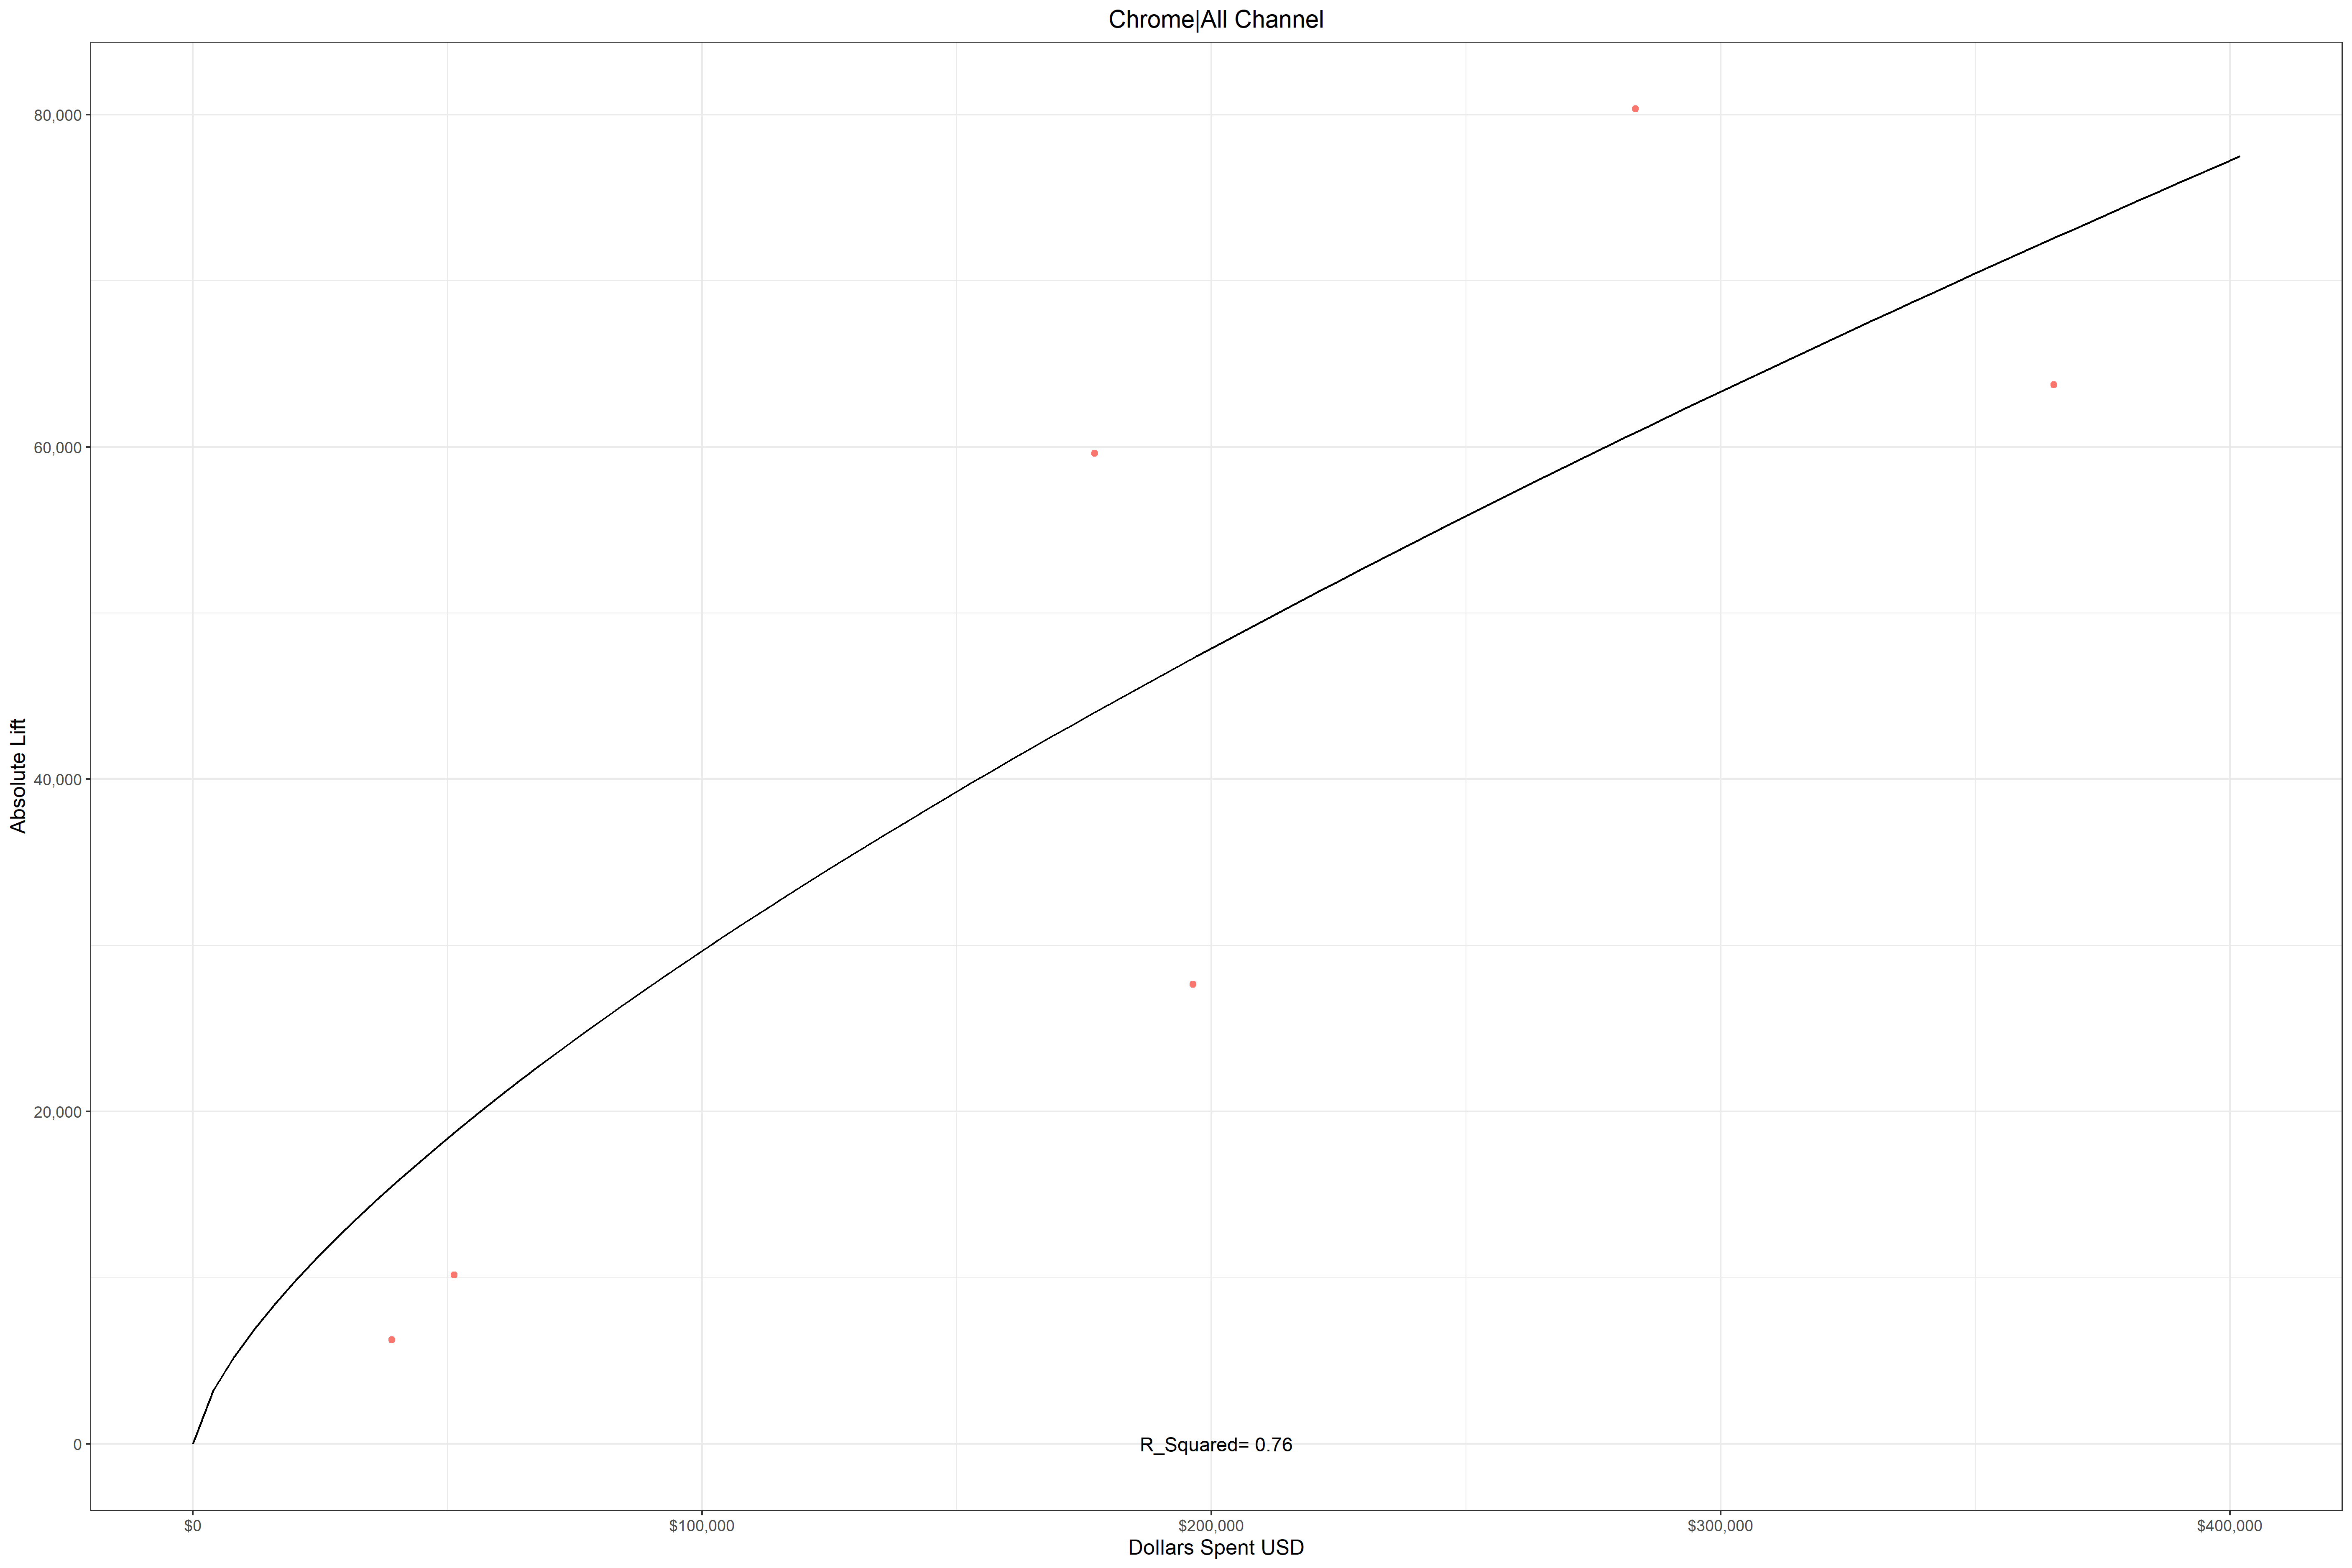 Chrome|All Channel
Absolute Lift
80,000
60,000
40,000
20,000
0
R_Squared= 0.76
$0
$100,000
$200,000
$300,000
$400,000
Dollars Spent USD